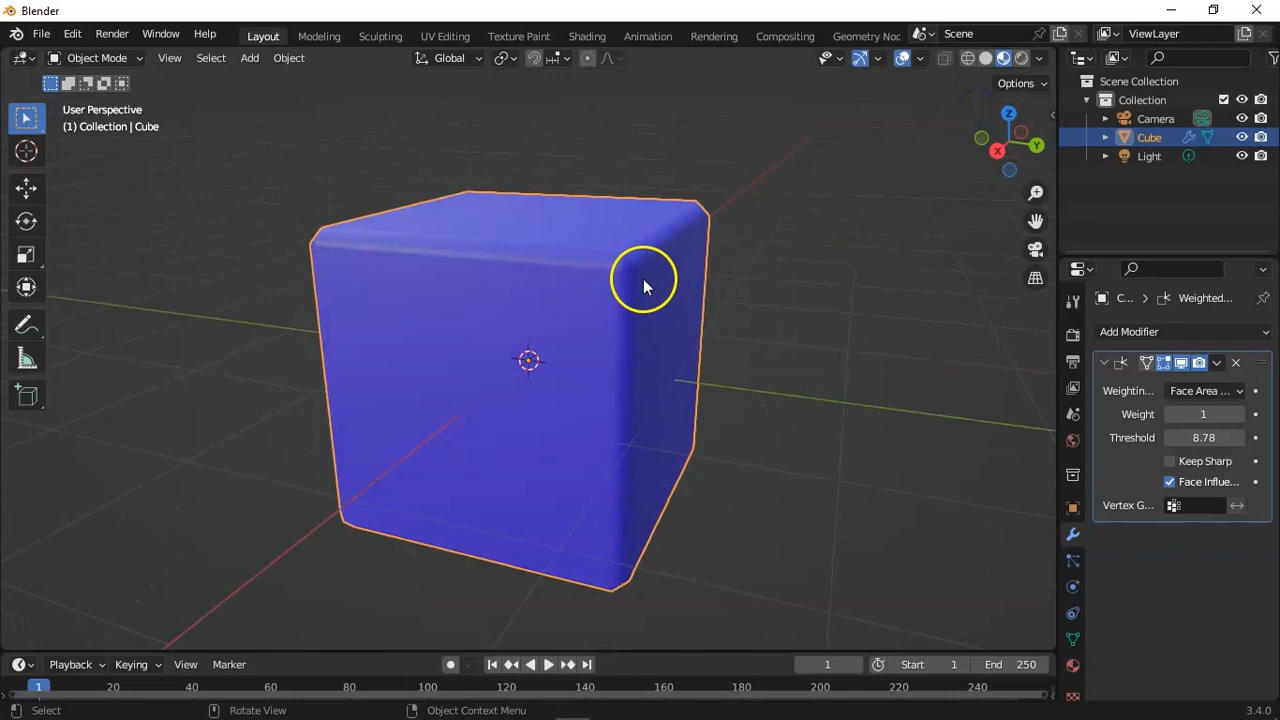 Blender
File Edit Render Window Help Layout Modeling Sculpting UV Editing Texture Paint Shading Animation Rendering Compositing Geometry Noc Scene ViewLayer
Object Mode View Select Add Object Global
Options
User Perspective
(1) Collection | Cube
Z
Y
X
Scene Collection
Collection
Camera
Cube
Light
C... Weighted...
Add Modifier
Weightin... Face Area ...
Weight 1
Threshold 8.78
Keep Sharp
Face Influe...
Vertex G...
Playback Keying View Marker 1 Start 1 End 250
1 20 40 60 80 100 120 140 160 180 200 220 240
Select Rotate View Object Context Menu 3.4.0